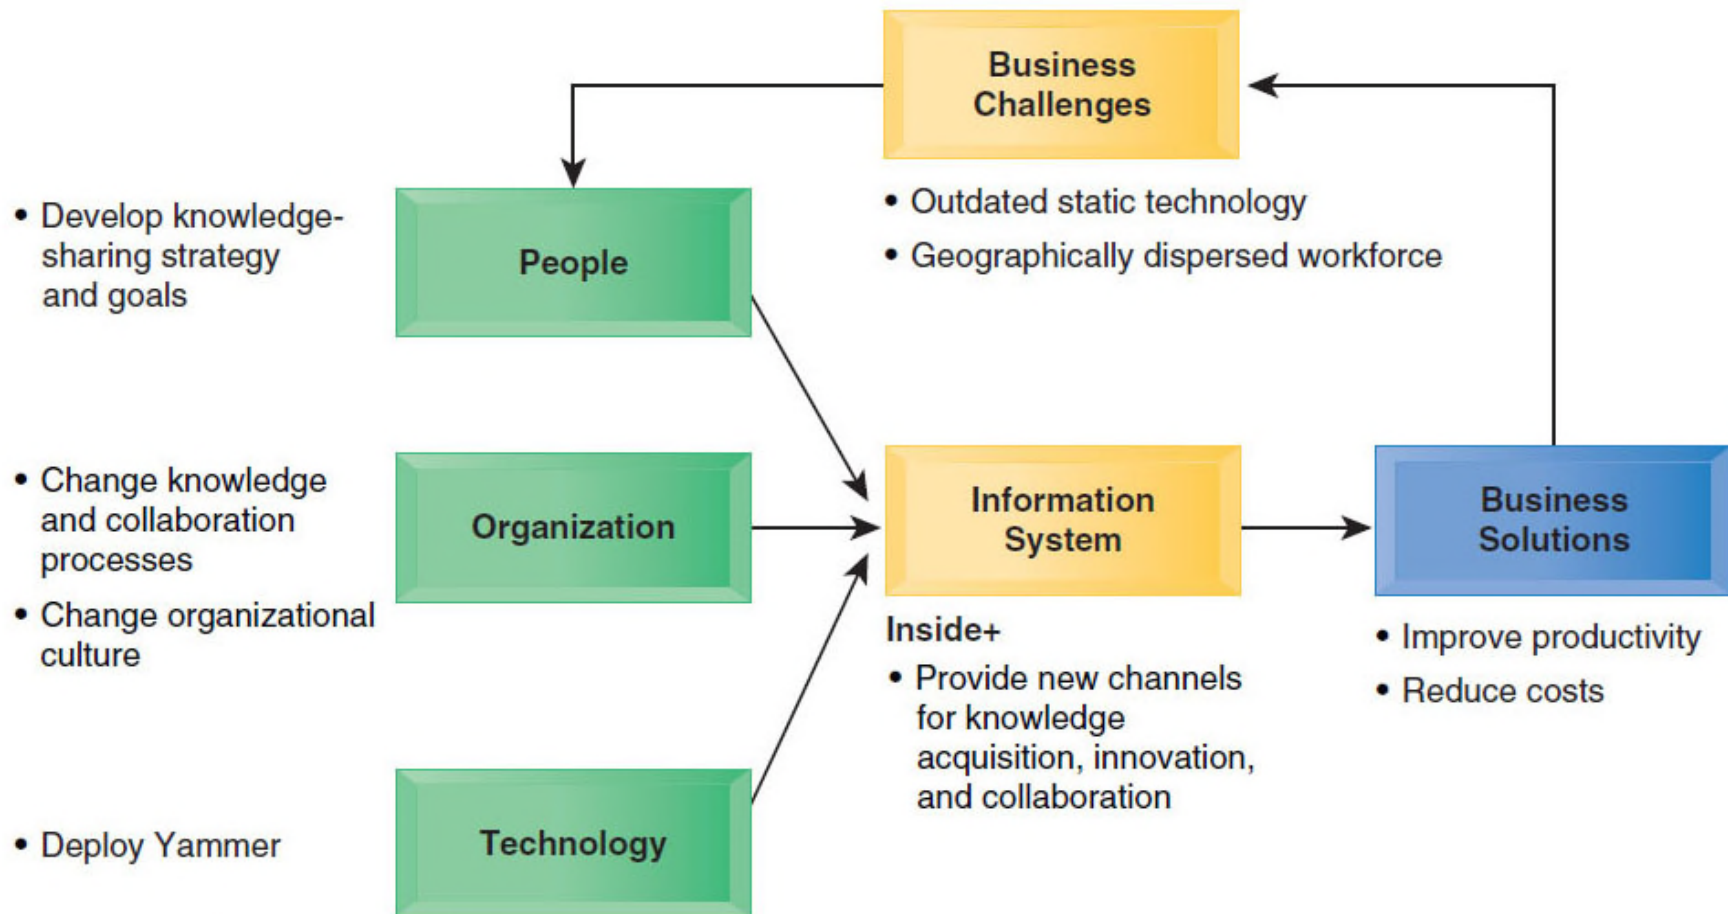 Business
Challenges
• Outdated static technology
• Geographically dispersed workforce
• Develop knowledge-
sharing strategy
and goals
People
• Change knowledge
and collaboration
processes
• Change organizational
culture
Organization
Information
System
Inside+
• Provide new channels
for knowledge
acquisition, innovation,
and collaboration
Business
Solutions
• Improve productivity
• Reduce costs
• Deploy Yammer
Technology